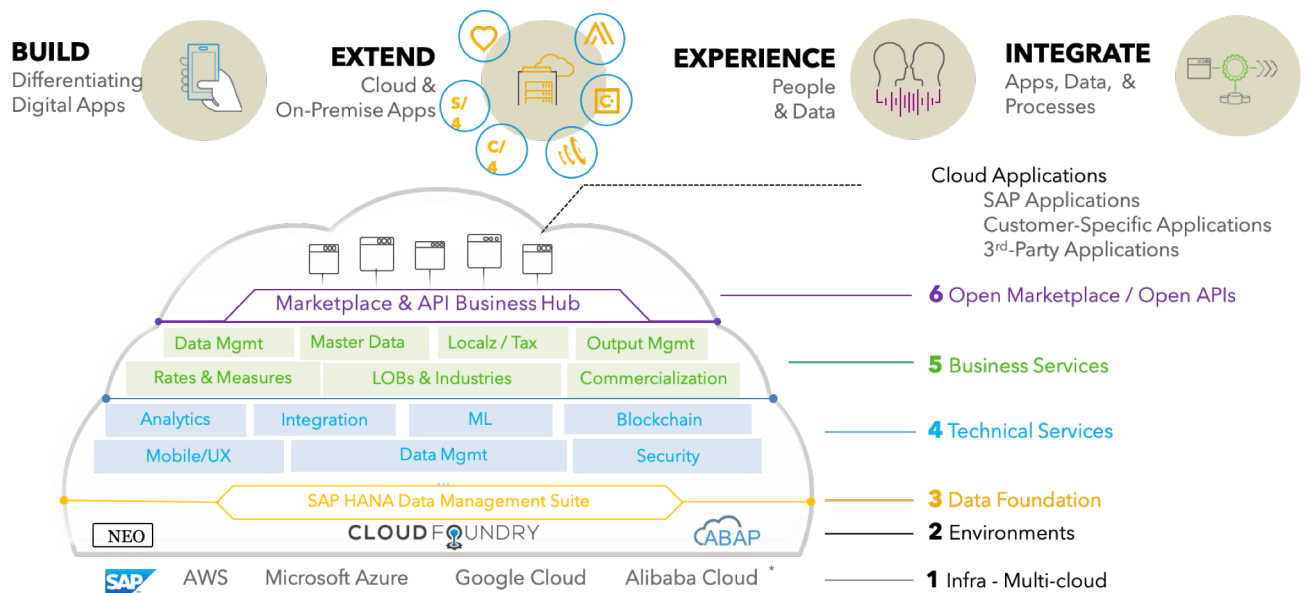 BUILD
Differentiating
Digital Apps
EXTEND
Cloud &
On-Premise Apps
S/
4
C/
4
EXPERIENCE
People
& Data
INTEGRATE
Apps, Data, &
Processes
Cloud Applications
SAP Applications
Customer-Specific Applications
3rd-Party Applications
Marketplace & API Business Hub
6 Open Marketplace / Open APIs
Data Mgmt
Master Data
Localz / Tax
Output Mgmt
Rates & Measures
LOBs & Industries
Commercialization
5 Business Services
Analytics
Integration
ML
Blockchain
Mobile/UX
Data Mgmt
Security
...
4 Technical Services
SAP HANA Data Management Suite
3 Data Foundation
NEO
CLOUD FOUNDRY
ABAP
2 Environments
SAP
AWS
Microsoft Azure
Google Cloud
Alibaba Cloud *
1 Infra - Multi-cloud